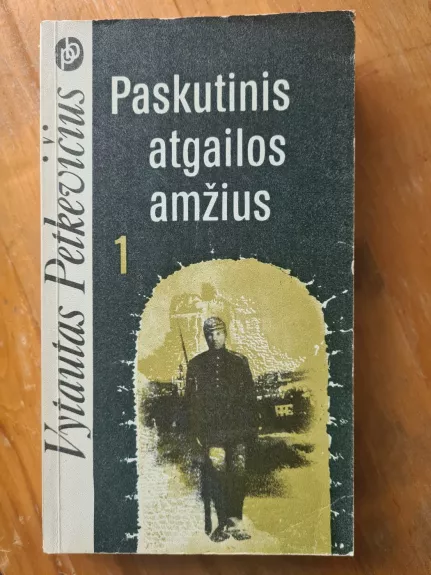 Vytautas Petkevičius
Paskutinis
atgailos
amžius
1